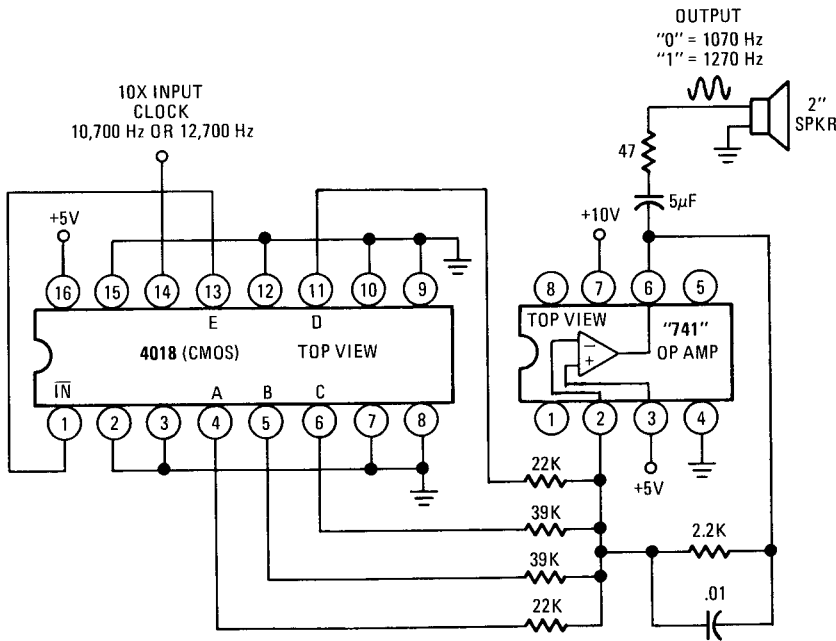 OUTPUT
"0" = 1070 Hz
"1" = 1270 Hz
10X INPUT
CLOCK
10,700 Hz OR 12,700 Hz
2"
SPKR
47
5μF
+5V
+10V
16
15
14
13
12
11
10
9
8
7
6
5
E
D
4018 (CMOS)
TOP VIEW
TOP VIEW
"741"
OP AMP
−
+
IN
A
B
C
1
2
3
4
5
6
7
8
1
2
3
4
+5V
22K
39K
39K
22K
2.2K
.01